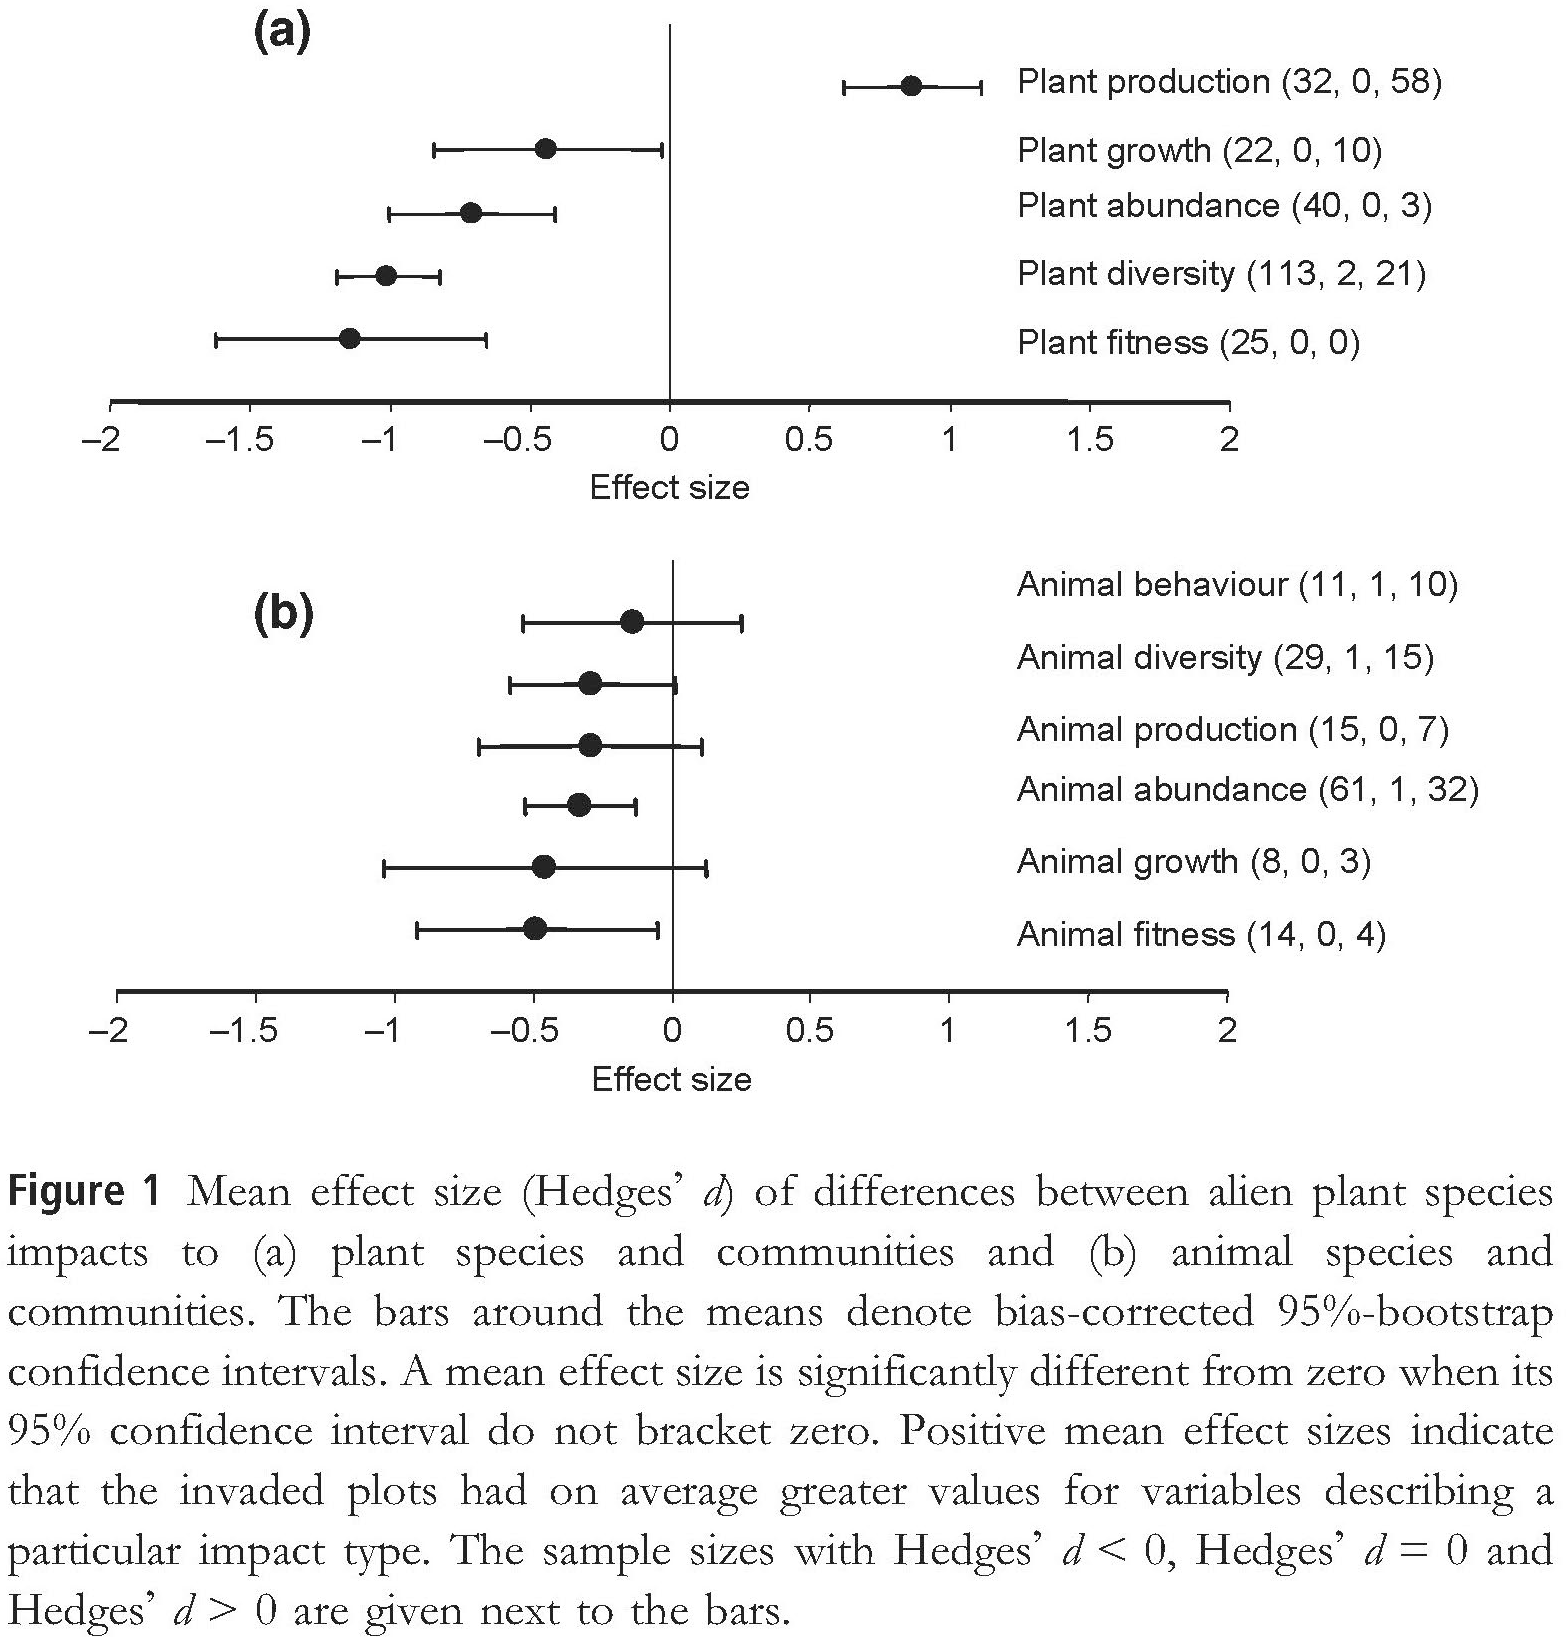 (a)
Plant production (32, 0, 58)
Plant growth (22, 0, 10)
Plant abundance (40, 0, 3)
Plant diversity (113, 2, 21)
Plant fitness (25, 0, 0)
–2 –1.5 –1 –0.5 0 0.5 1 1.5 2
Effect size
(b)
Animal behaviour (11, 1, 10)
Animal diversity (29, 1, 15)
Animal production (15, 0, 7)
Animal abundance (61, 1, 32)
Animal growth (8, 0, 3)
Animal fitness (14, 0, 4)
–2 –1.5 –1 –0.5 0 0.5 1 1.5 2
Effect size
Figure 1 Mean effect size (Hedges’ d) of differences between alien plant species
impacts to (a) plant species and communities and (b) animal species and
communities. The bars around the means denote bias-corrected 95%-bootstrap
confidence intervals. A mean effect size is significantly different from zero when its
95% confidence interval do not bracket zero. Positive mean effect sizes indicate
that the invaded plots had on average greater values for variables describing a
particular impact type. The sample sizes with Hedges’ d < 0, Hedges’ d = 0 and
Hedges’ d > 0 are given next to the bars.